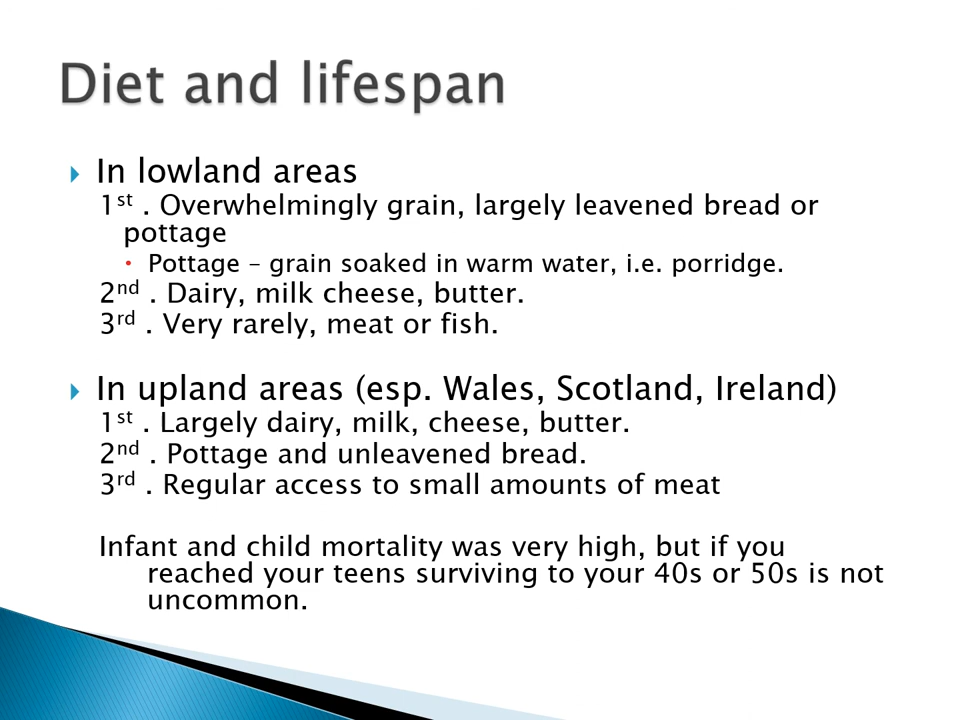 Diet and lifespan
In lowland areas
1st . Overwhelmingly grain, largely leavened bread or
pottage
Pottage – grain soaked in warm water, i.e. porridge.
2nd . Dairy, milk cheese, butter.
3rd . Very rarely, meat or fish.
In upland areas (esp. Wales, Scotland, Ireland)
1st . Largely dairy, milk, cheese, butter.
2nd . Pottage and unleavened bread.
3rd . Regular access to small amounts of meat
Infant and child mortality was very high, but if you
reached your teens surviving to your 40s or 50s is not
uncommon.